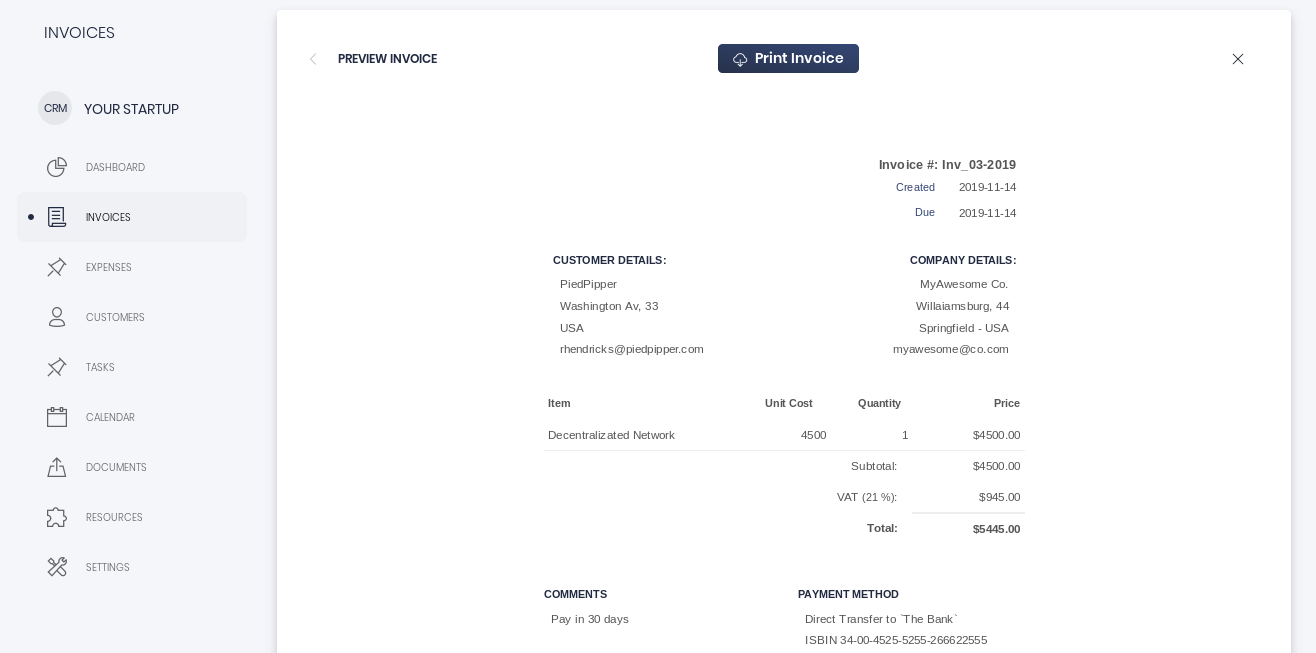 INVOICES
CRM YOUR STARTUP
DASHBOARD
INVOICES
EXPENSES
CUSTOMERS
TASKS
CALENDAR
DOCUMENTS
RESOURCES
SETTINGS
PREVIEW INVOICE
Print Invoice
Invoice #: Inv_03-2019
Created 2019-11-14
Due 2019-11-14
CUSTOMER DETAILS:
PiedPipper
Washington Av, 33
USA
rhendricks@piedpipper.com
COMPANY DETAILS:
MyAwesome Co.
Willaiamsburg, 44
Springfield - USA
myawesome@co.com
Item Unit Cost Quantity Price
Decentralizated Network 4500 1 $4500.00
Subtotal: $4500.00
VAT (21 %): $945.00
Total: $5445.00
COMMENTS
Pay in 30 days
PAYMENT METHOD
Direct Transfer to `The Bank`
ISBIN 34-00-4525-5255-266622555